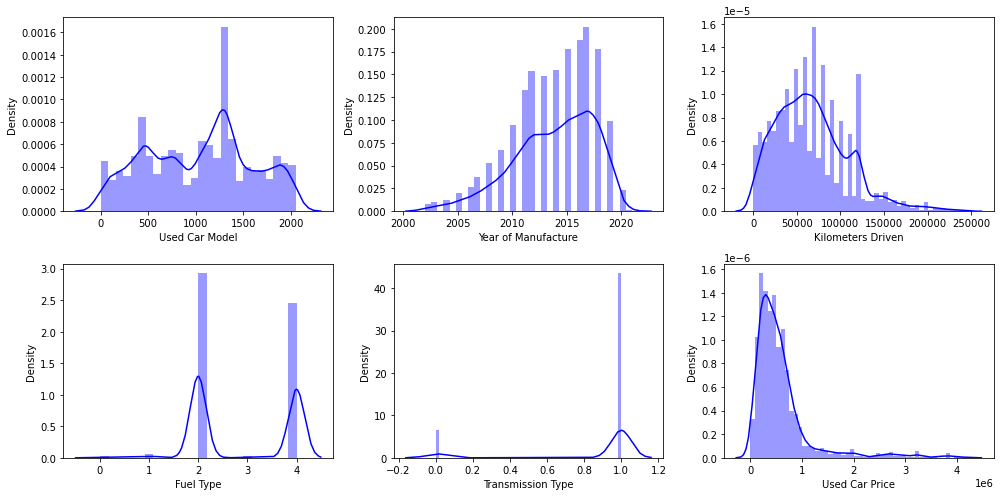 0.0016
0.0014
0.0012
0.0010
0.0008
0.0006
0.0004
0.0002
0.0000
Density
0 500 1000 1500 2000
Used Car Model
0.200
0.175
0.150
0.125
0.100
0.075
0.050
0.025
0.000
Density
2000 2005 2010 2015 2020
Year of Manufacture
1e-5
1.6
1.4
1.2
1.0
0.8
0.6
0.4
0.2
0.0
Density
0 50000 100000 150000 200000 250000
Kilometers Driven
3.0
2.5
2.0
1.5
1.0
0.5
0.0
Density
0 1 2 3 4
Fuel Type
40
30
20
10
0
Density
-0.2 0.0 0.2 0.4 0.6 0.8 1.0 1.2
Transmission Type
1e-6
1.6
1.4
1.2
1.0
0.8
0.6
0.4
0.2
0.0
Density
0 1 2 3 4
1e6
Used Car Price